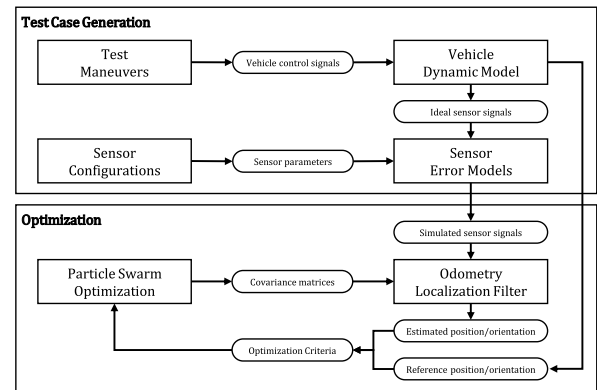 Test Case Generation
Test
Maneuvers
Vehicle control signals
Vehicle
Dynamic Model
Ideal sensor signals
Sensor
Configurations
Sensor parameters
Sensor
Error Models
Optimization
Simulated sensor signals
Particle Swarm
Optimization
Covariance matrices
Odometry
Localization Filter
Estimated position/orientation
Optimization Criteria
Reference position/orientation